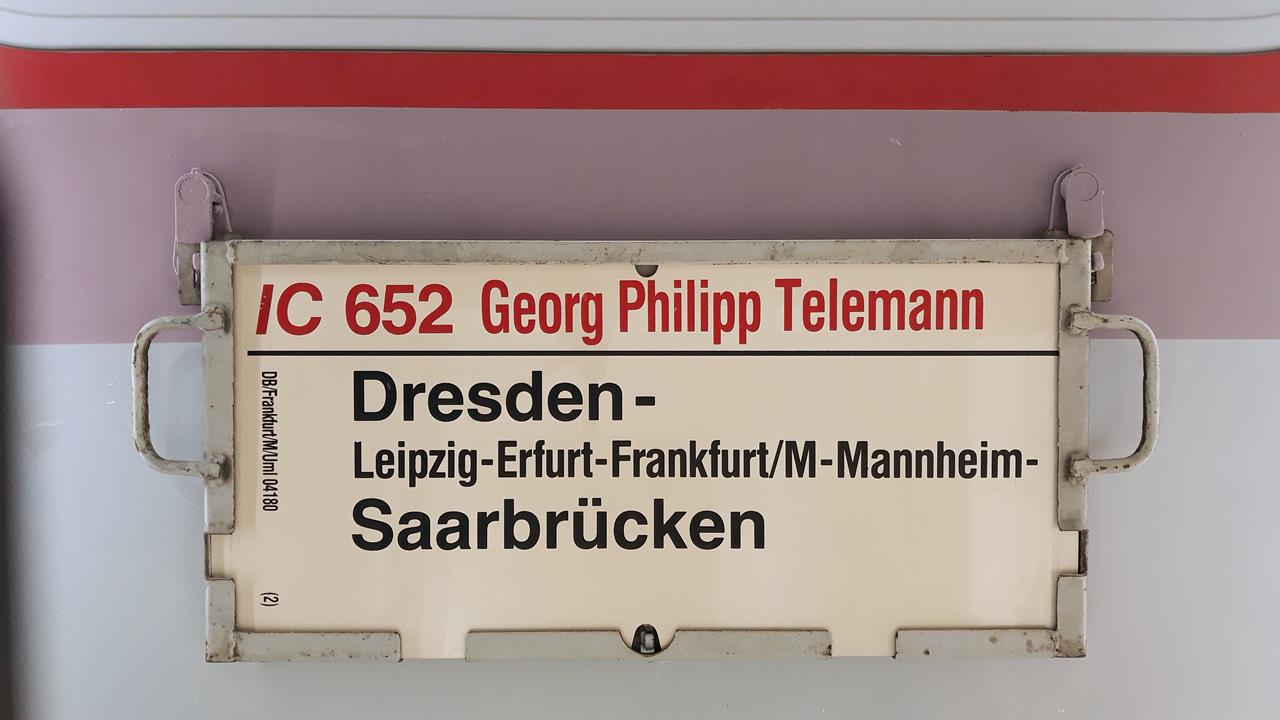 IC 652 Georg Philipp Telemann
Dresden-
Leipzig-Erfurt-Frankfurt/M-Mannheim-
Saarbrücken
DB/Frankfurt/M/Uml 04180
(2)